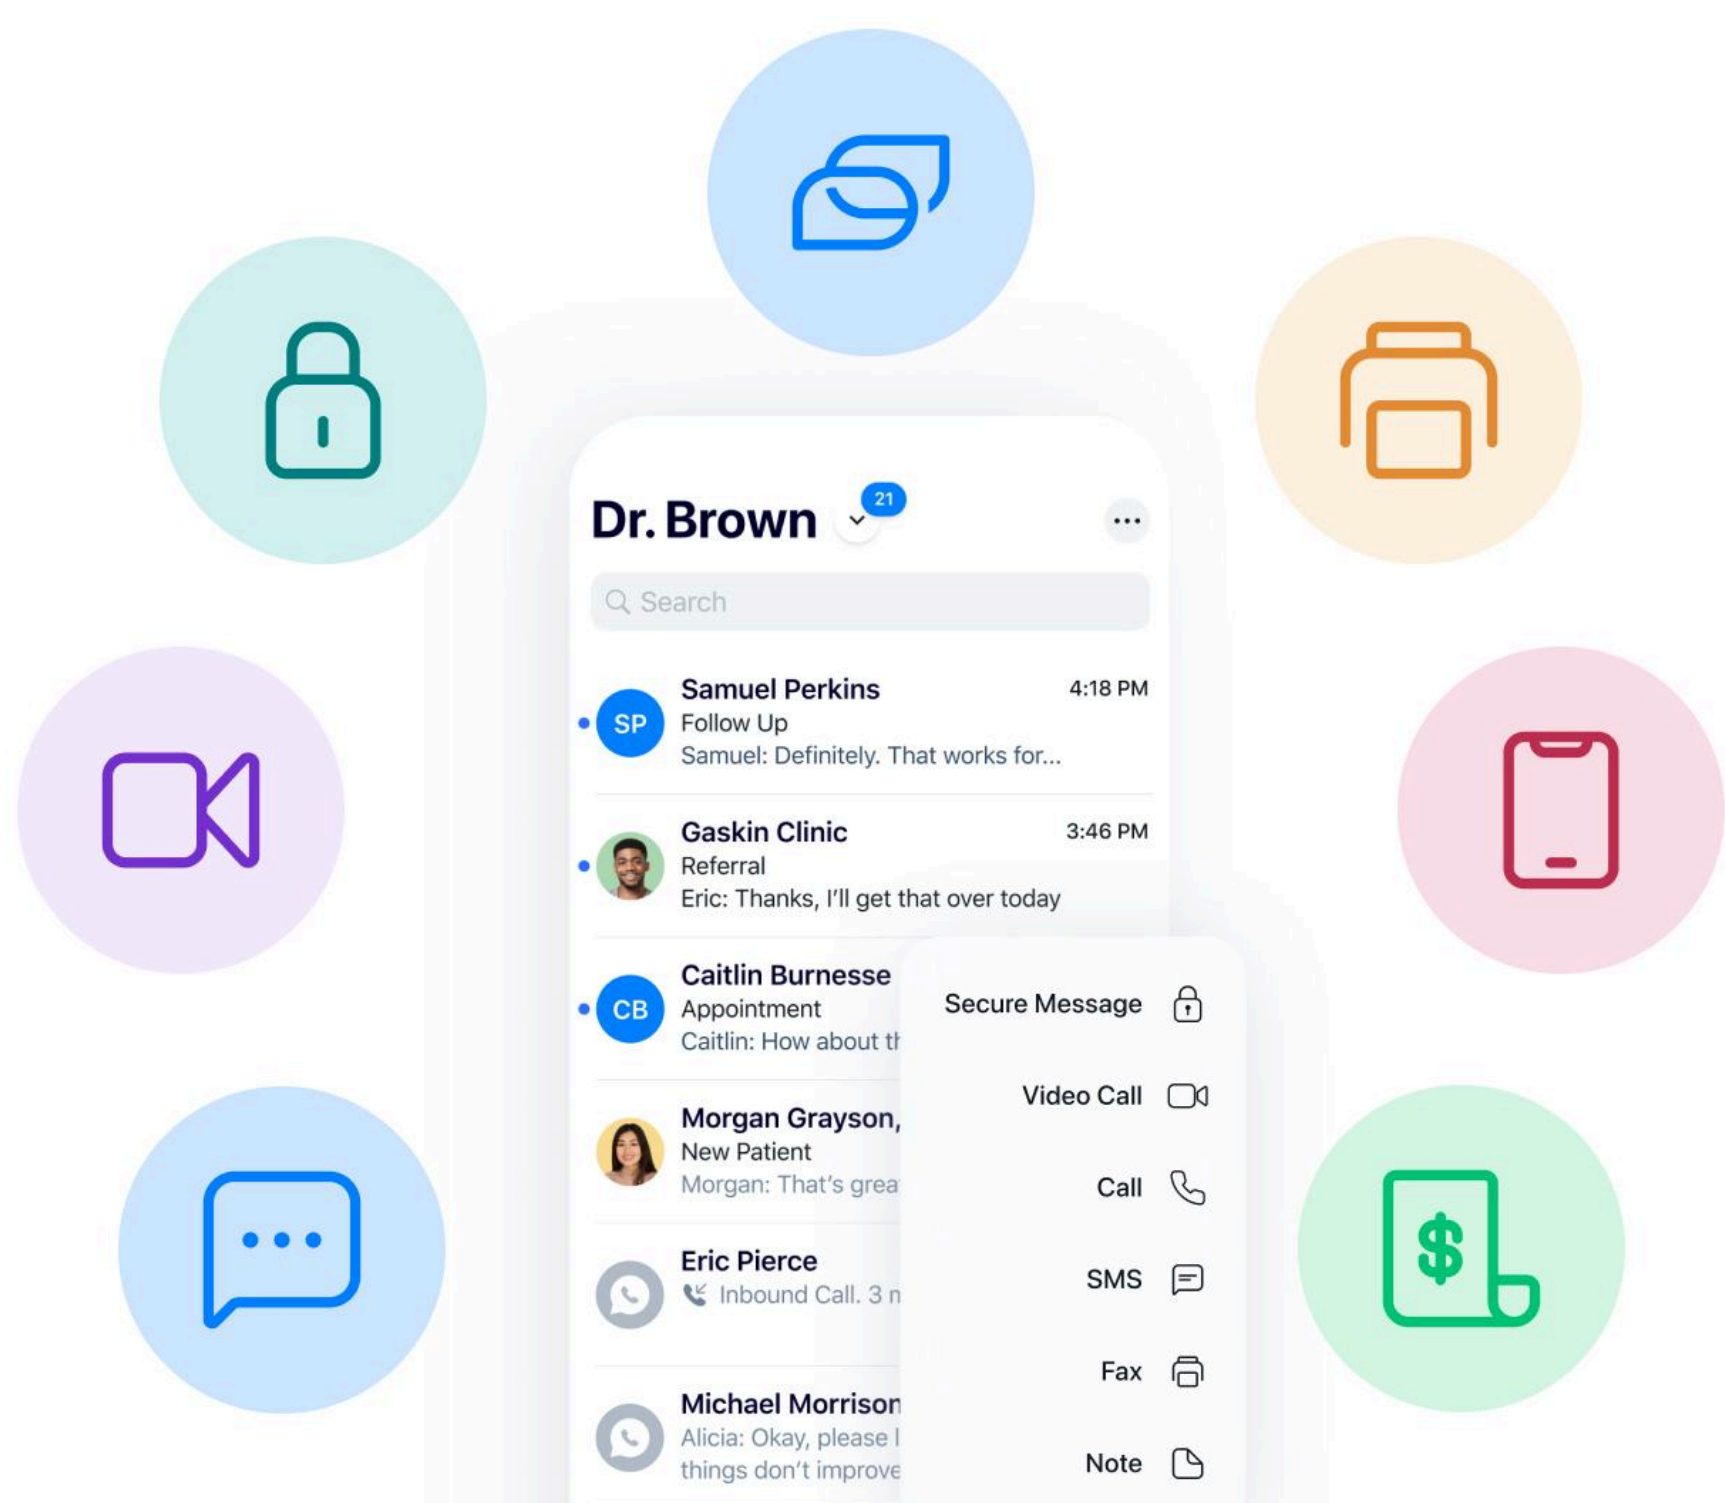 Dr. Brown
21
Search
Samuel Perkins
4:18 PM
SP
Follow Up
Samuel: Definitely. That works for...
Gaskin Clinic
3:46 PM
Referral
Eric: Thanks, I'll get that over today
Caitlin Burnesse
CB
Appointment
Caitlin: How about
Morgan Grayson,
New Patient
Morgan: That's
Eric Pierce
Inbound Call. 3
Michael Morrison
Alicia: Okay, please
things don't improve
Secure Message
Video Call
Call
SMS
Fax
Note
$